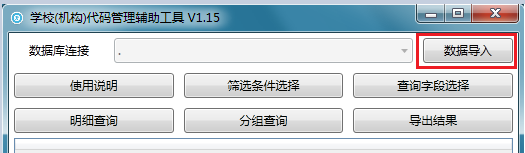 学校(机构)代码管理辅助工具 V1.15
数据库连接 . 数据导入
使用说明 筛选条件选择 查询字段选择
明细查询 分组查询 导出结果